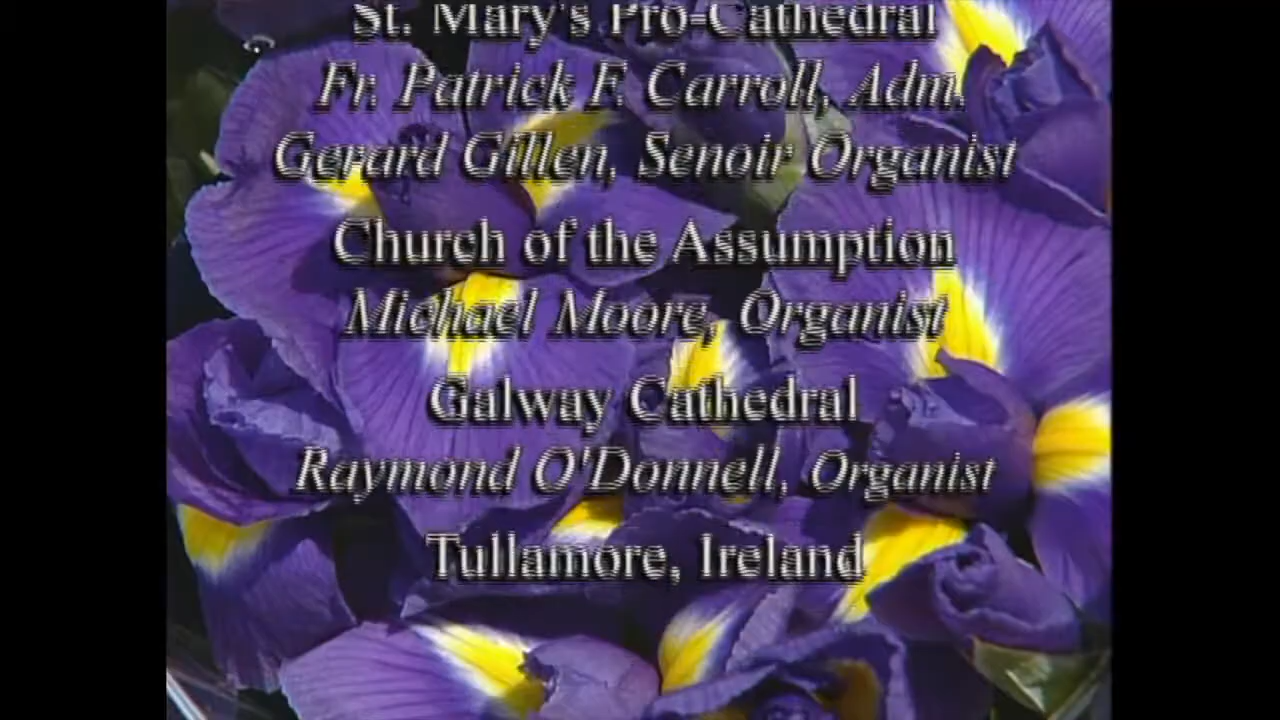 St. Mary's Pro-Cathedral
Fr. Patrick F. Carroll, Adm.
Gerard Gillen, Senoir Organist
Church of the Assumption
Michael Moore, Organist
Galway Cathedral
Raymond O'Donnell, Organist
Tullamore, Ireland